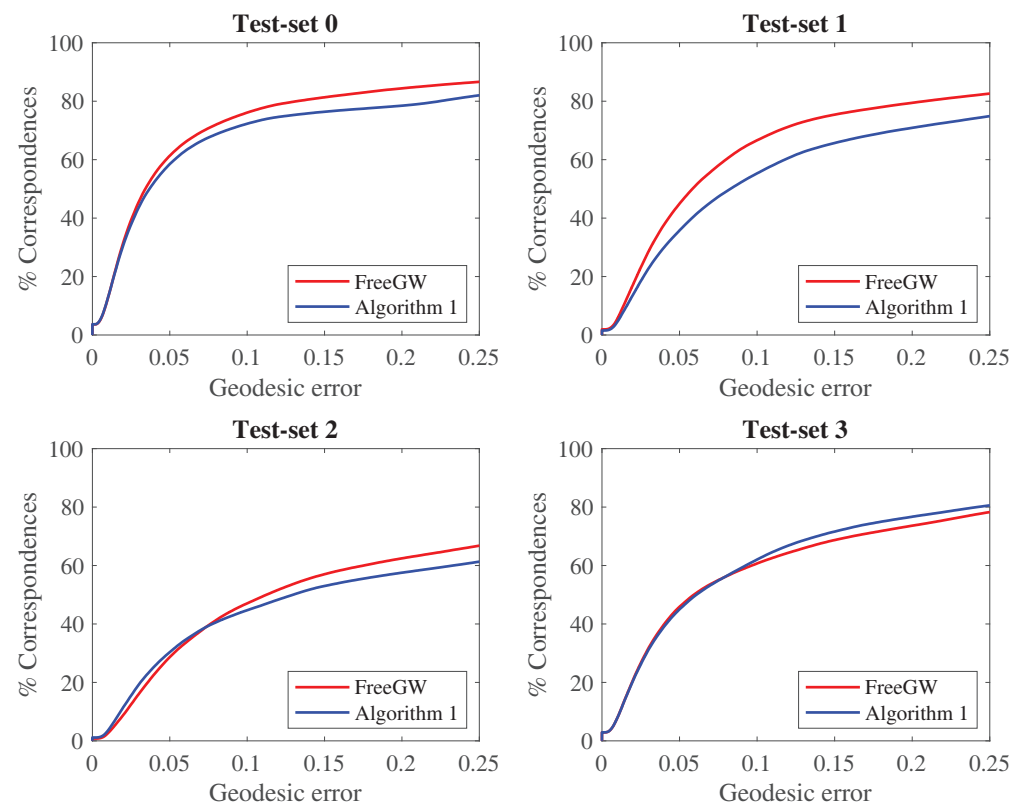 Test-set 0
100
80
60
40
20
0
% Correspondences
FreeGW
Algorithm 1
0 0.05 0.1 0.15 0.2 0.25
Geodesic error
Test-set 1
100
80
60
40
20
0
% Correspondences
FreeGW
Algorithm 1
0 0.05 0.1 0.15 0.2 0.25
Geodesic error
Test-set 2
100
80
60
40
20
0
% Correspondences
FreeGW
Algorithm 1
0 0.05 0.1 0.15 0.2 0.25
Geodesic error
Test-set 3
100
80
60
40
20
0
% Correspondences
FreeGW
Algorithm 1
0 0.05 0.1 0.15 0.2 0.25
Geodesic error